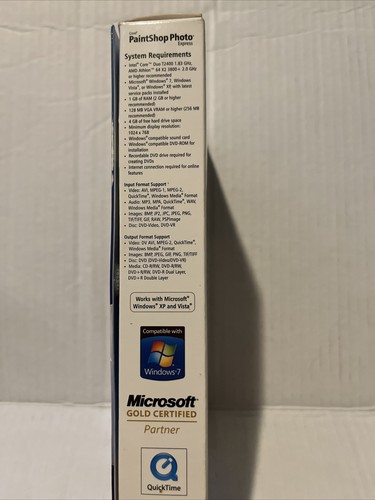 Corel
PaintShop Photo®
Express
System Requirements
• Intel® Core™ Duo T2400 1.83 GHz,
AMD Athlon™ 64 X2 3800+ 2.0 GHz
or higher recommended
• Microsoft® Windows® 7, Windows
Vista®, or Windows® XP, with latest
service packs installed
• 1 GB of RAM (2 GB or higher
recommended)
• 128 MB VGA VRAM or higher (256 MB
recommended)
• 4 GB of free hard drive space
• Minimum display resolution:
1024 x 768
• Windows® compatible sound card
• Windows® compatible DVD-ROM for
installation
• Recordable DVD drive required for
creating DVDs
• Internet connection required for online
features
Input Format Support
• Video: AVI, MPEG-1, MPEG-2,
QuickTime®, Windows Media® Format
• Audio: MP3, MPA, QuickTime®, WAV,
Windows Media® Format
• Images: BMP, JP2, JPC, JPEG, PNG,
TIF/TIFF, GIF, RAW, PSPImage
• Disc: DVD-Video, DVD-VR
Output Format Support
• Video: DV AVI, MPEG-2, QuickTime®,
Windows Media® Format
• Images: BMP, JPEG, GIF, PNG, TIF/TIFF
• Disc: DVD (DVD-Video/DVD-VR)
• Media: CD-R/RW, DVD-R/RW,
DVD+R/RW, DVD-R Dual Layer,
DVD+R Double Layer
Works with Microsoft®
Windows® XP and Vista®
Compatible with
Windows® 7
Microsoft®
GOLD CERTIFIED
Partner
QuickTime